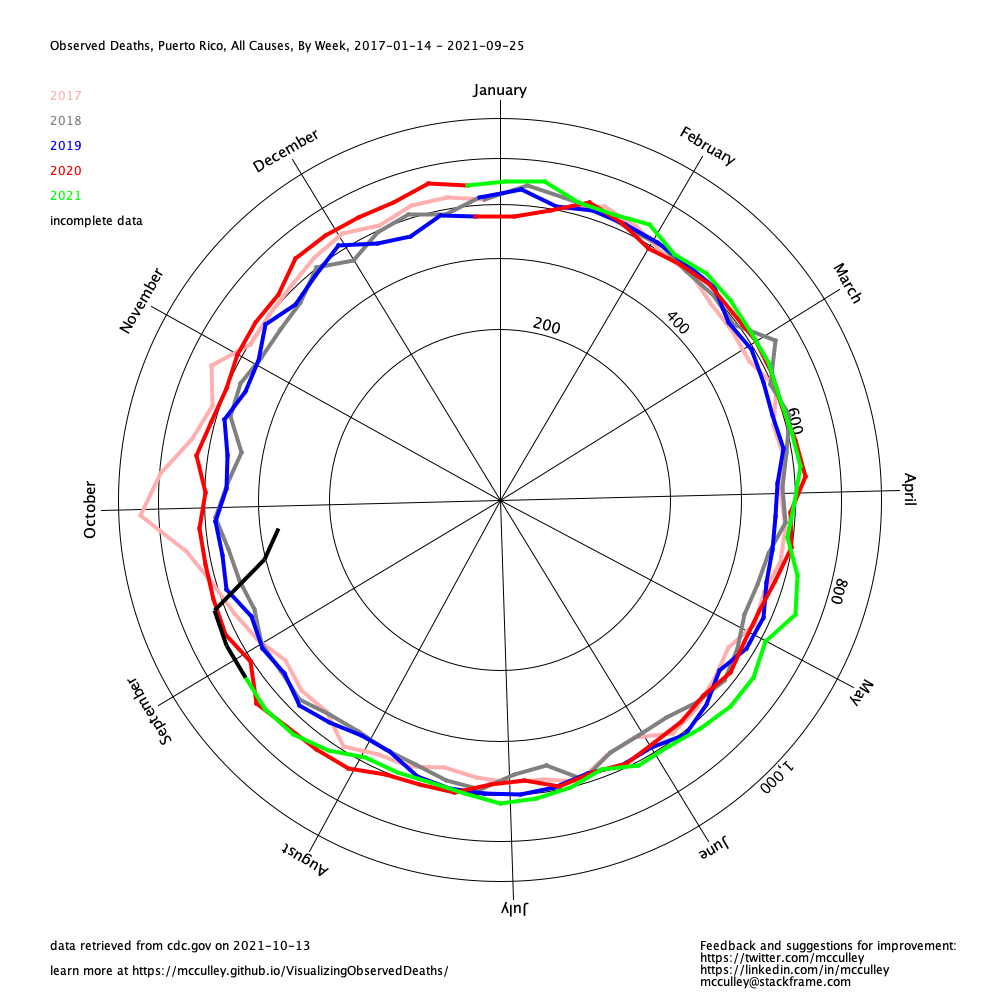 Observed Deaths, Puerto Rico, All Causes, By Week, 2017-01-14 - 2021-09-25
2017
2018
2019
2020
2021
incomplete data
January
February
March
April
May
June
July
August
September
October
November
December
200
400
600
800
1,000
data retrieved from cdc.gov on 2021-10-13
learn more at https://mcculley.github.io/VisualizingObservedDeaths/
Feedback and suggestions for improvement:
https://twitter.com/mcculley
https://linkedin.com/in/mcculley
mcculley@stackframe.com